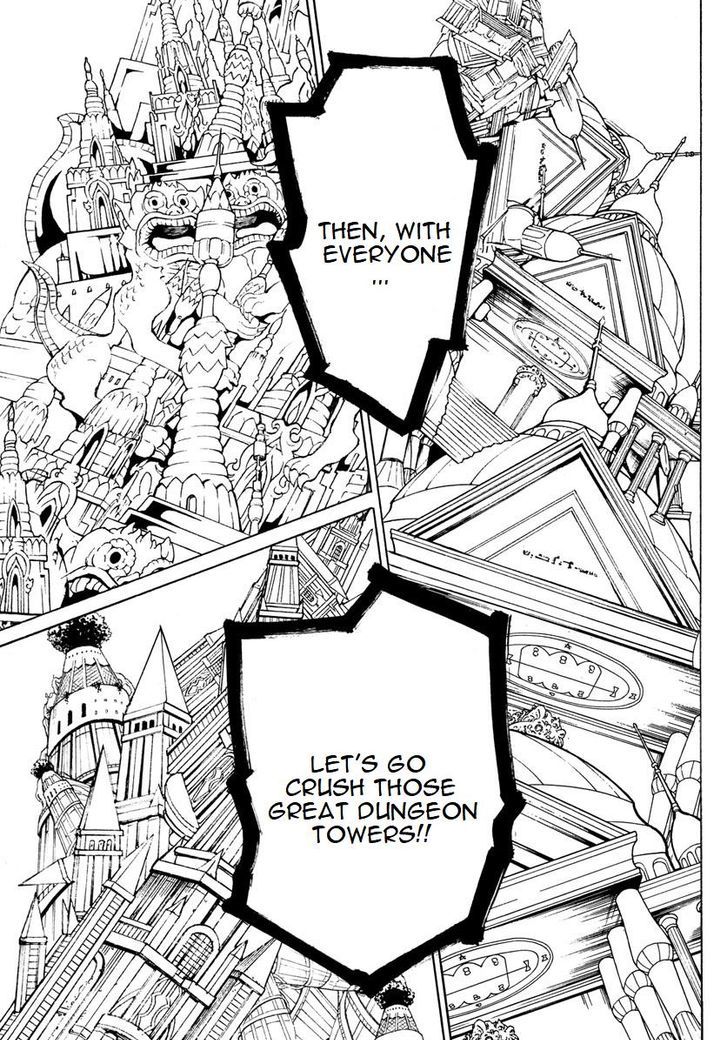 THEN, WITH
EVERYONE
...
LET'S GO
CRUSH THOSE
GREAT DUNGEON
TOWERS!!